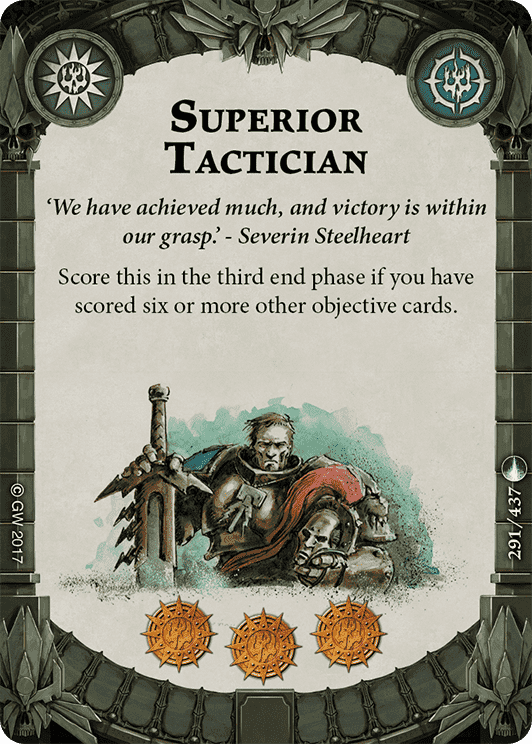 SUPERIOR
TACTICIAN
‘We have achieved much, and victory is within
our grasp.’ - Severin Steelheart
Score this in the third end phase if you have
scored six or more other objective cards.
© GW 2017
291/437